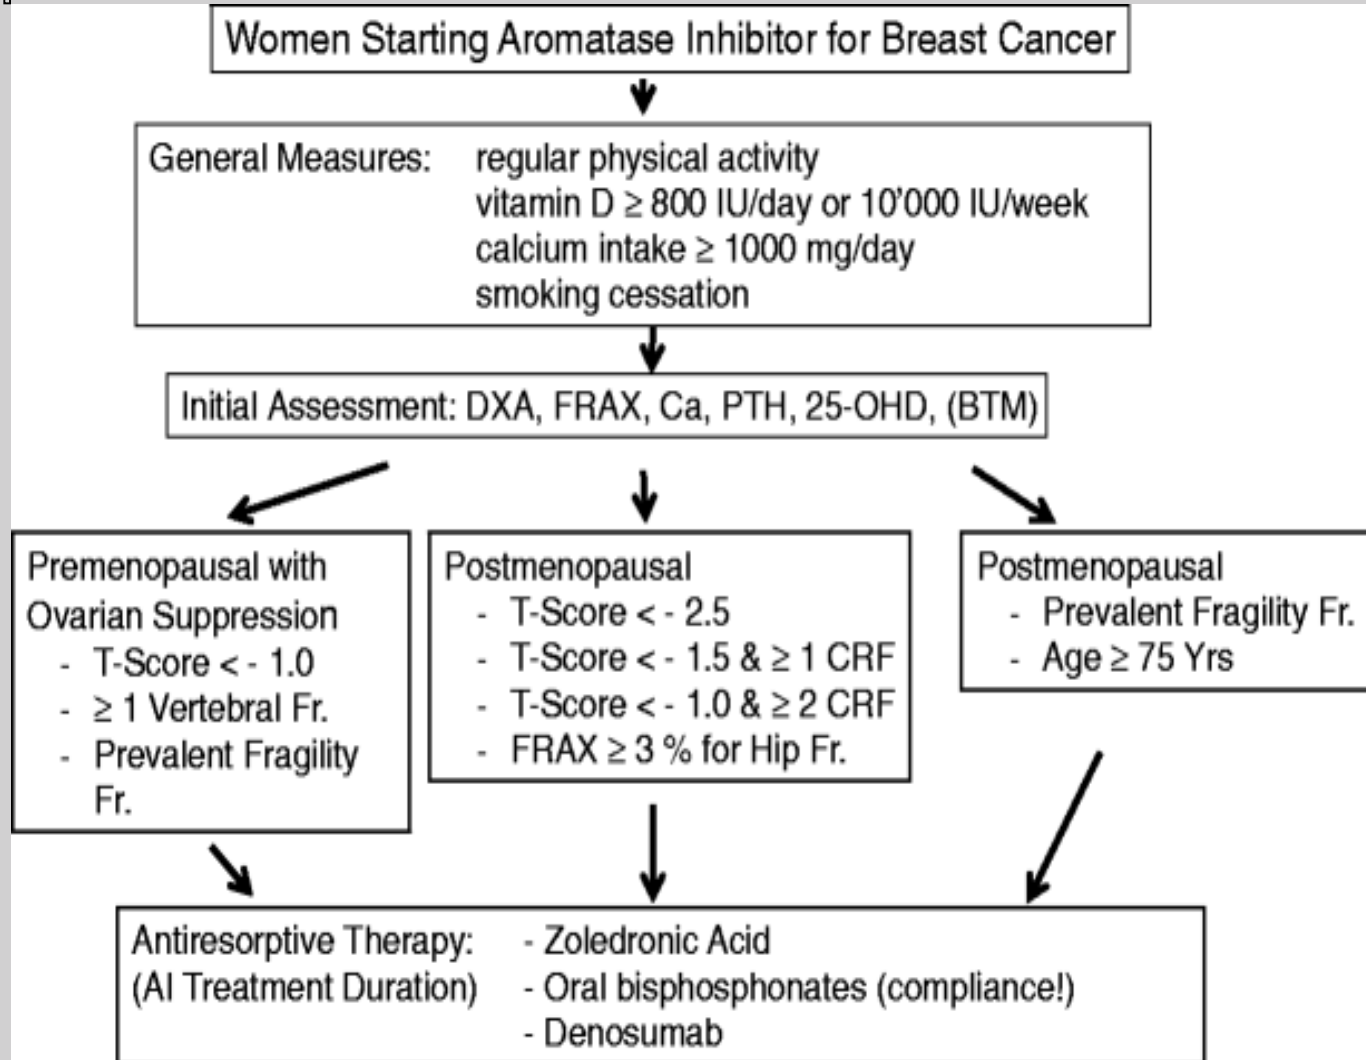 Women Starting Aromatase Inhibitor for Breast Cancer
General Measures: regular physical activity
vitamin D ≥ 800 IU/day or 10'000 IU/week
calcium intake ≥ 1000 mg/day
smoking cessation
Initial Assessment: DXA, FRAX, Ca, PTH, 25-OHD, (BTM)
Premenopausal with
Ovarian Suppression
- T-Score < - 1.0
- ≥ 1 Vertebral Fr.
- Prevalent Fragility
Fr.
Postmenopausal
- T-Score < - 2.5
- T-Score < - 1.5 & ≥ 1 CRF
- T-Score < - 1.0 & ≥ 2 CRF
- FRAX ≥ 3 % for Hip Fr.
Postmenopausal
- Prevalent Fragility Fr.
- Age ≥ 75 Yrs
Antiresorptive Therapy: - Zoledronic Acid
(AI Treatment Duration) - Oral bisphosphonates (compliance!)
- Denosumab